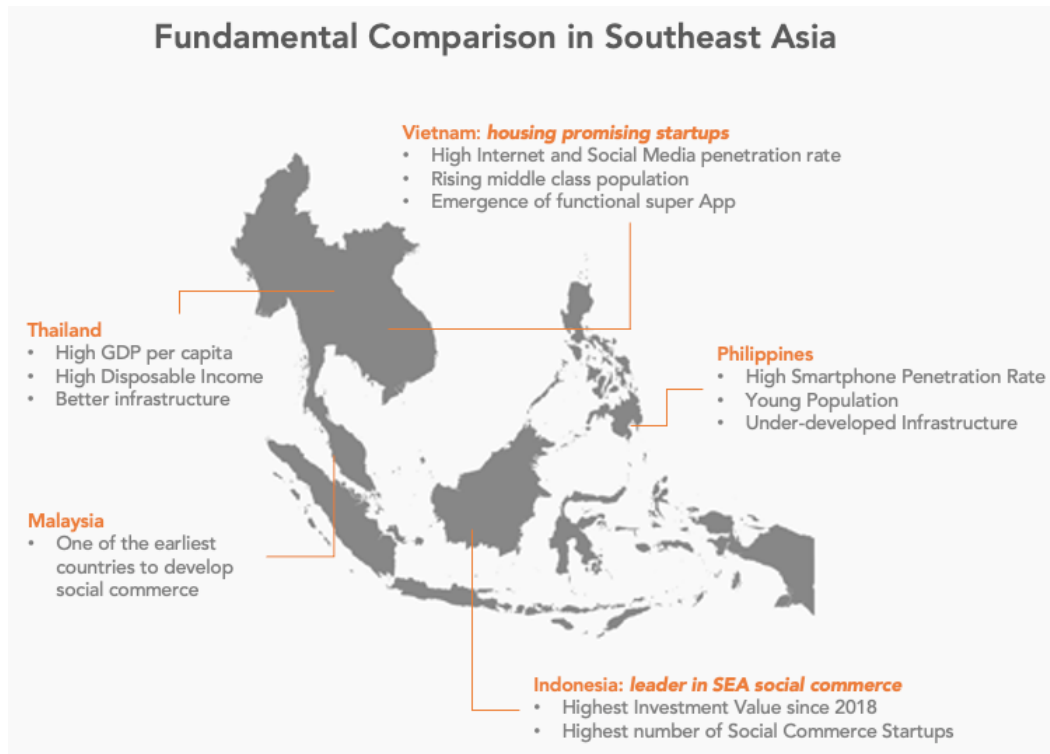 Fundamental Comparison in Southeast Asia
Vietnam: housing promising startups
• High Internet and Social Media penetration rate
• Rising middle class population
• Emergence of functional super App
Thailand
• High GDP per capita
• High Disposable Income
• Better infrastructure
Philippines
• High Smartphone Penetration Rate
• Young Population
• Under-developed Infrastructure
Malaysia
• One of the earliest
countries to develop
social commerce
Indonesia: leader in SEA social commerce
• Highest Investment Value since 2018
• Highest number of Social Commerce Startups